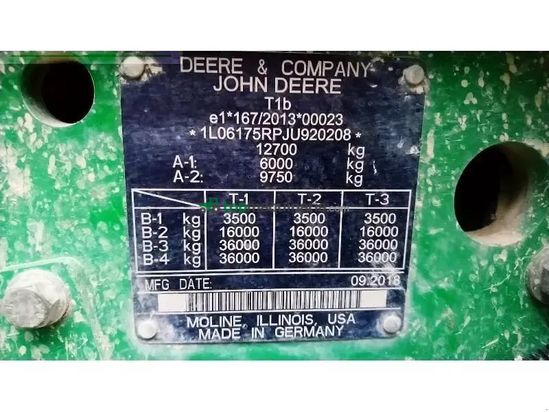 DEERE & COMPANY
JOHN DEERE
T1b
e1*167/2013*00023
*1L06175RPJU920208*
12700 kg
A-1: 6000 kg
A-2: 9750 kg
T-1 T-2 T-3
B-1 kg 3500 3500 3500
B-2 kg 16000 16000 16000
B-3 kg 36000 36000 36000
B-4 kg 36000 36000 36000
MFG DATE: 09.2018
MOLINE, ILLINOIS, USA
MADE IN GERMANY